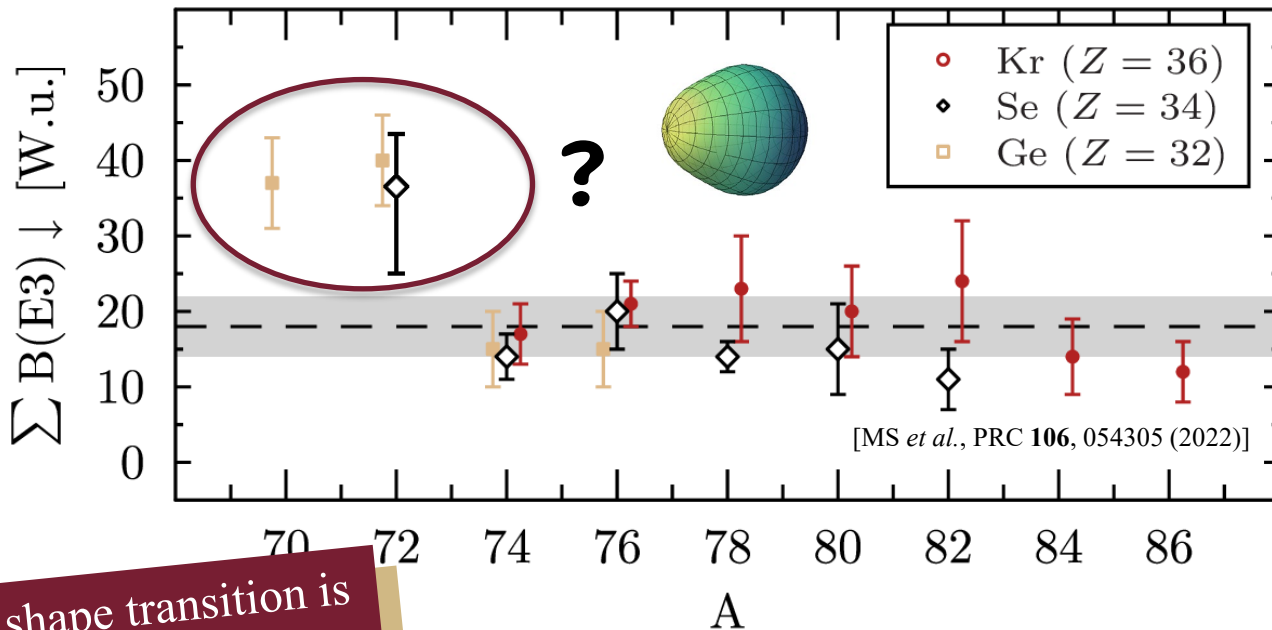 ∑ B(E3) ↓ [W.u.]
50
40
30
20
10
0
?
Kr (Z = 36)
Se (Z = 34)
Ge (Z = 32)
[MS et al., PRC 106, 054305 (2022)]
70 72 74 76 78 80 82 84 86
A
shape transition is